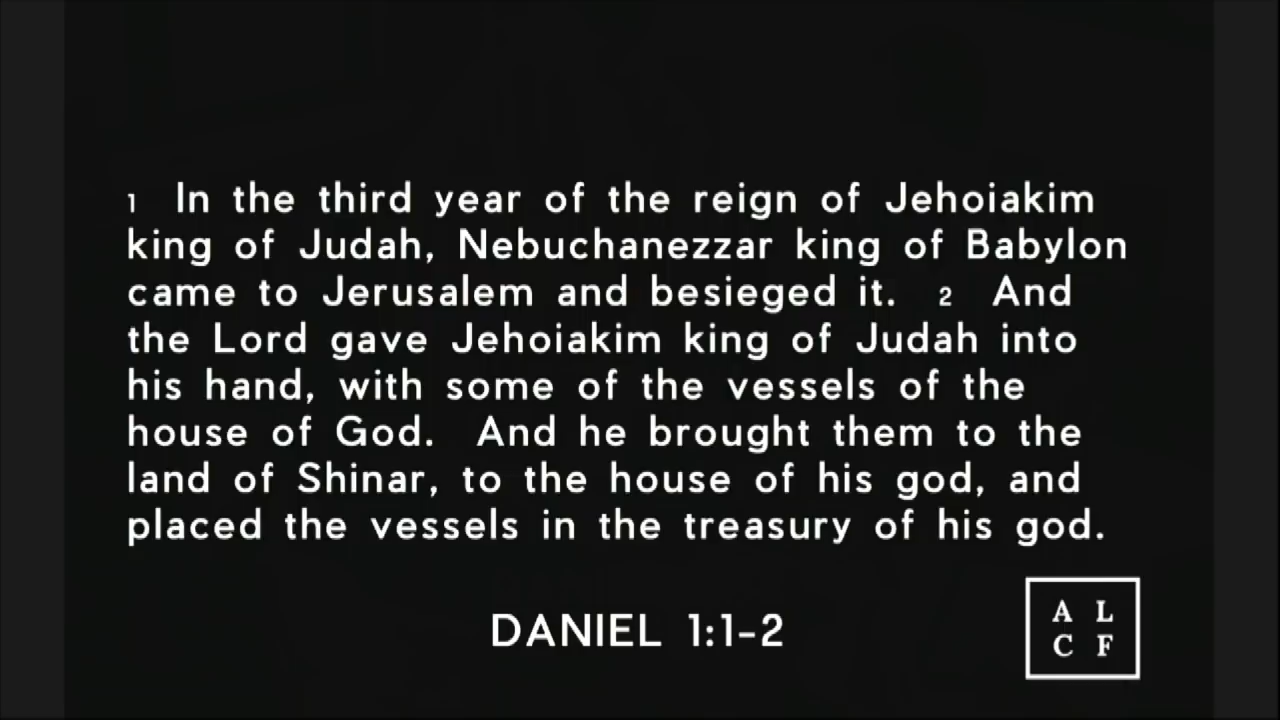 1 In the third year of the reign of Jehoiakim
king of Judah, Nebuchanezzar king of Babylon
came to Jerusalem and besieged it. 2 And
the Lord gave Jehoiakim king of Judah into
his hand, with some of the vessels of the
house of God. And he brought them to the
land of Shinar, to the house of his god, and
placed the vessels in the treasury of his god.
DANIEL 1:1-2
A L
C F